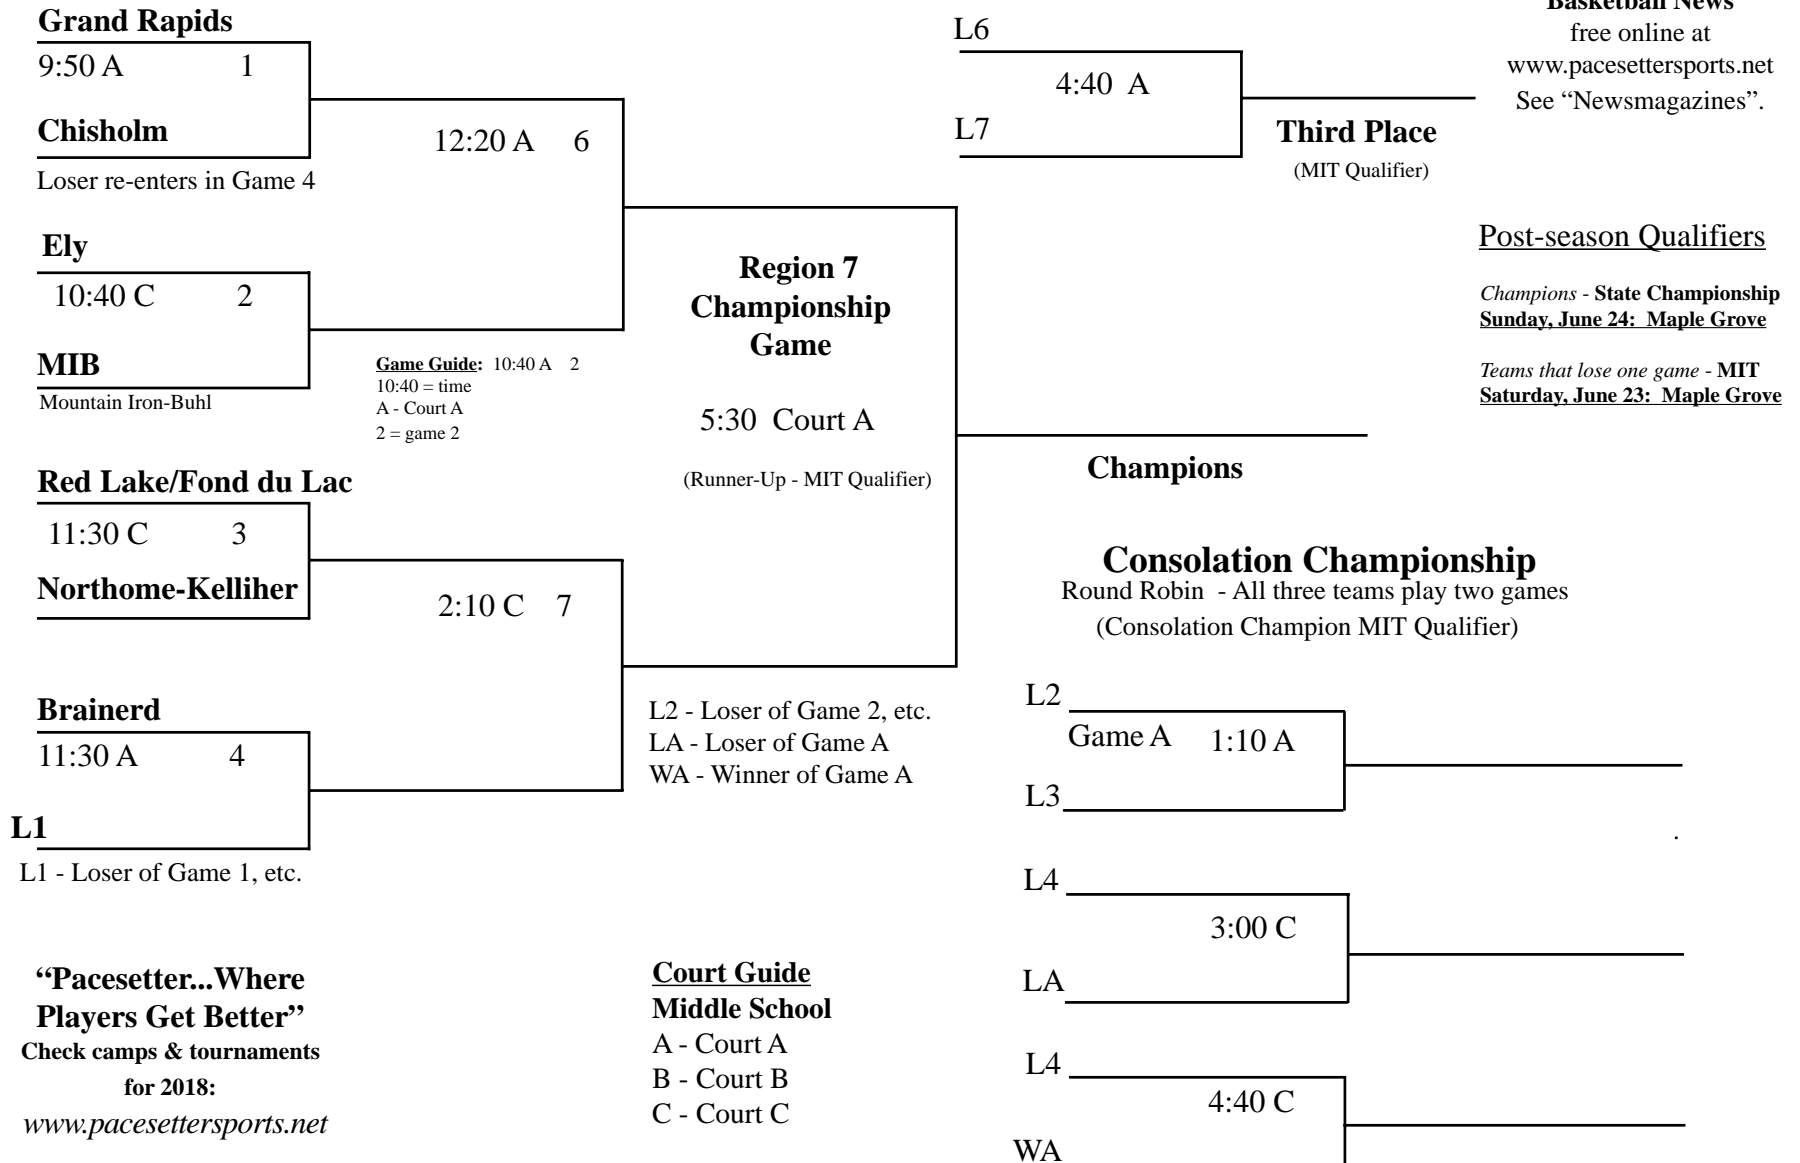 Grand Rapids
9:50 A 1
Chisholm
Loser re-enters in Game 4
12:20 A 6
Ely
10:40 C 2
MIB
Mountain Iron-Buhl
Game Guide: 10:40 A 2
10:40 = time
A - Court A
2 = game 2
Red Lake/Fond du Lac
11:30 C 3
Northome-Kelliher
2:10 C 7
Brainerd
11:30 A 4
L1
L1 - Loser of Game 1, etc.
Region 7
Championship
Game
5:30 Court A
(Runner-Up - MIT Qualifier)
L2 - Loser of Game 2, etc.
LA - Loser of Game A
WA - Winner of Game A
Champions
L6
4:40 A
L7
Third Place
(MIT Qualifier)
Basketball News
free online at
www.pacesettersports.net
See “Newsmagazines”.
Post-season Qualifiers
Champions - State Championship
Sunday, June 24: Maple Grove
Teams that lose one game - MIT
Saturday, June 23: Maple Grove
Consolation Championship
Round Robin - All three teams play two games
(Consolation Champion MIT Qualifier)
L2
Game A 1:10 A
L3
.
L4
3:00 C
LA
L4
4:40 C
WA
“Pacesetter...Where
Players Get Better”
Check camps & tournaments
for 2018:
www.pacesettersports.net
Court Guide
Middle School
A - Court A
B - Court B
C - Court C